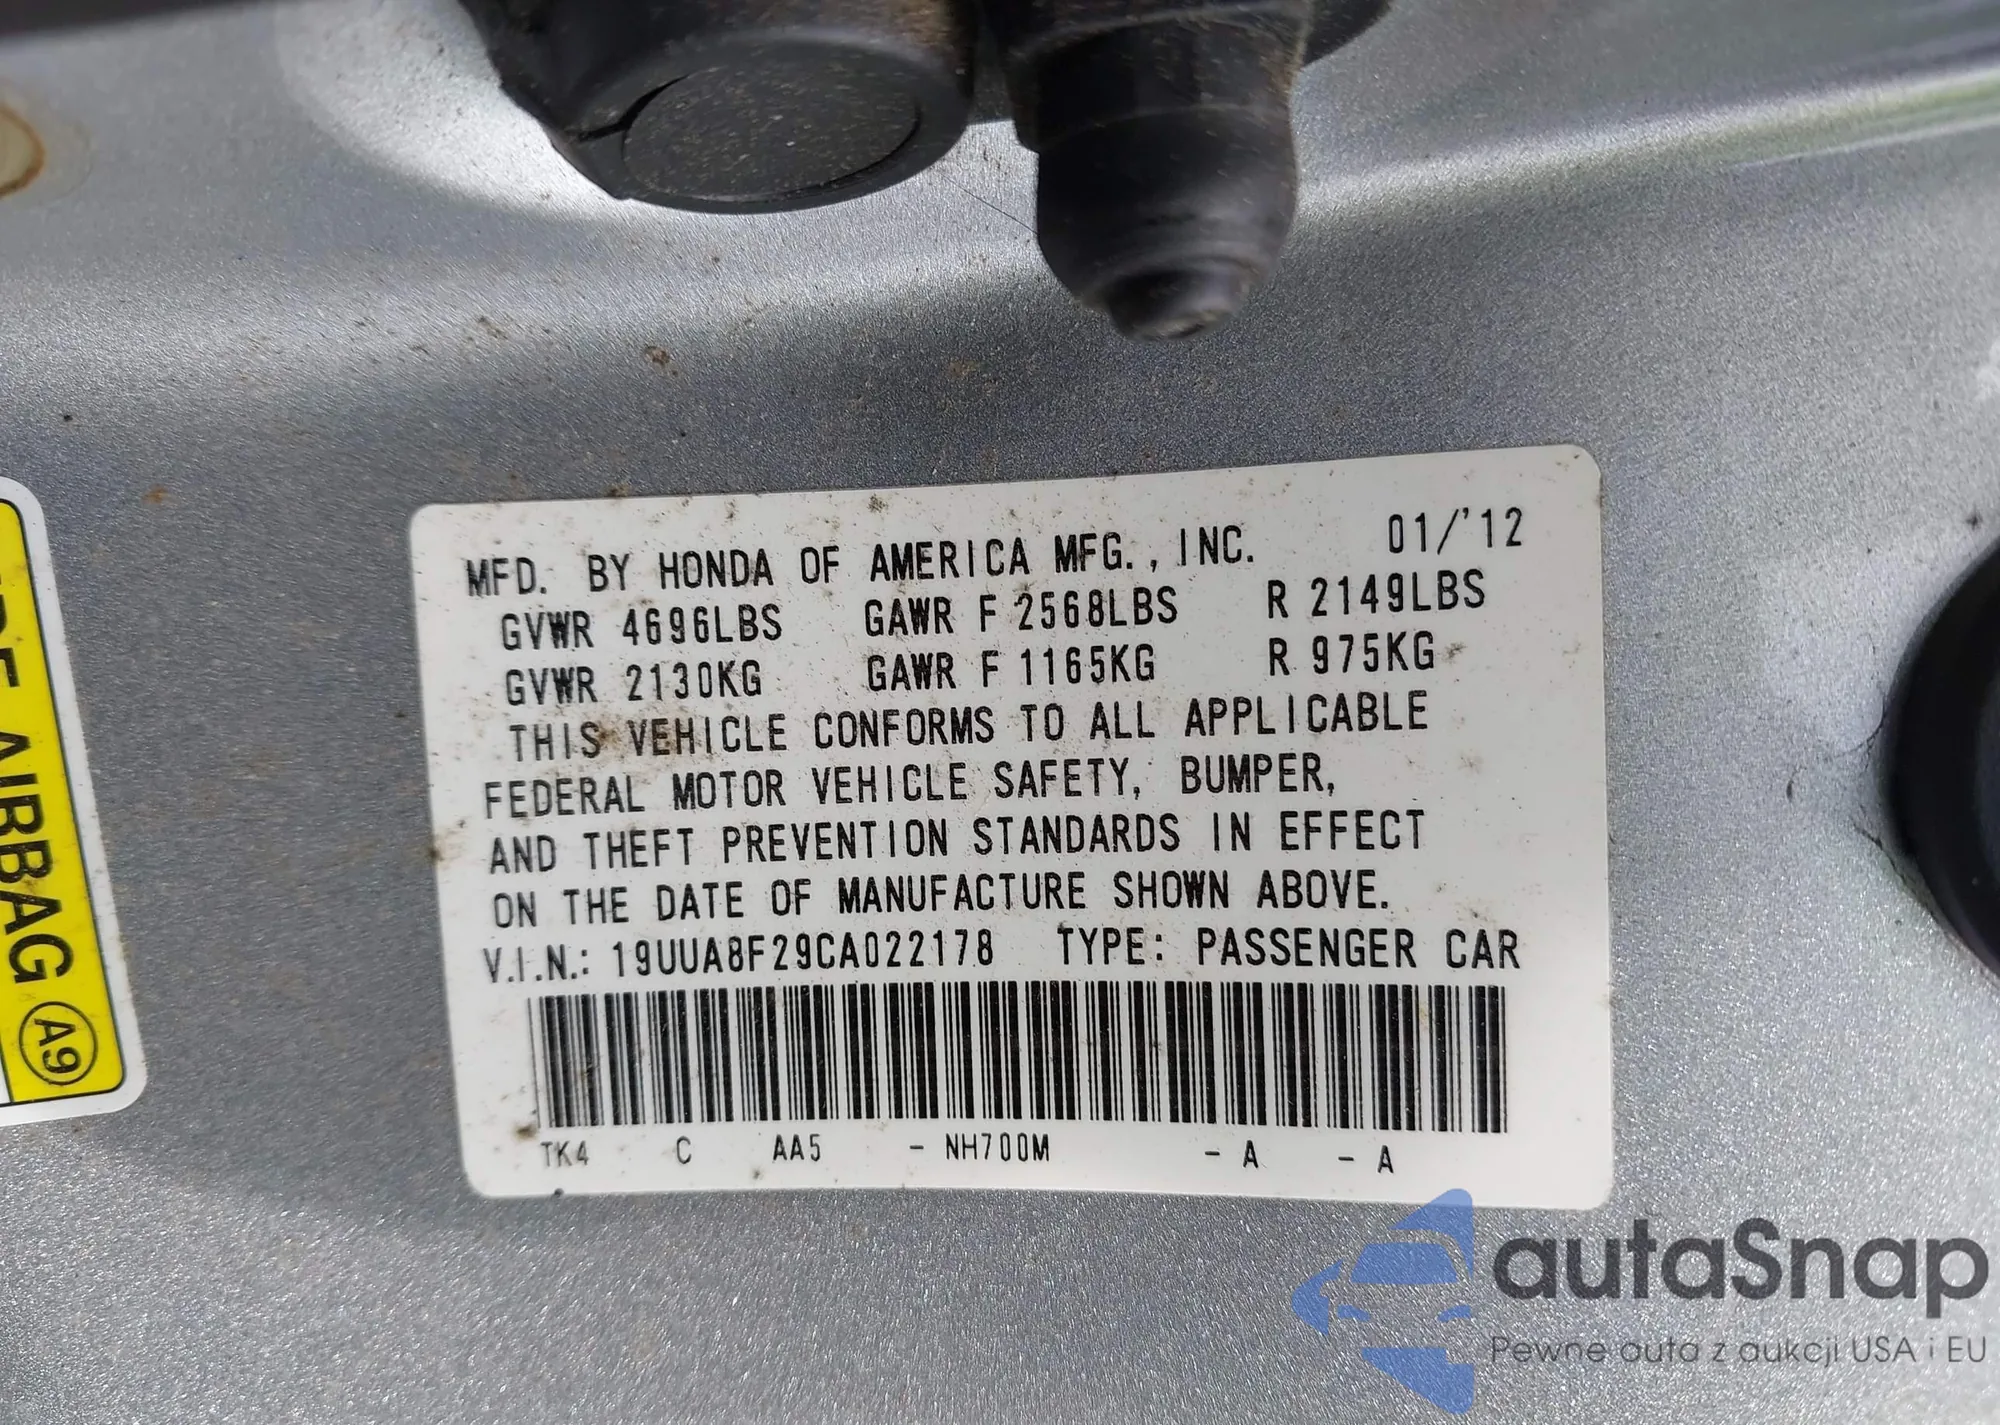 MFD. BY HONDA OF AMERICA MFG., INC. 01/'12
GVWR 4696LBS GAWR F 2568LBS R 2149LBS
GVWR 2130KG GAWR F 1165KG R 975KG
THIS VEHICLE CONFORMS TO ALL APPLICABLE
FEDERAL MOTOR VEHICLE SAFETY, BUMPER,
AND THEFT PREVENTION STANDARDS IN EFFECT
ON THE DATE OF MANUFACTURE SHOWN ABOVE.
V.I.N.: 19UUA8F29CA022178 TYPE: PASSENGER CAR
TK4 C AA5 - NH700M - A - A
AIRBAG A9
autaSnap
Pewne auta z aukcji USA i EU